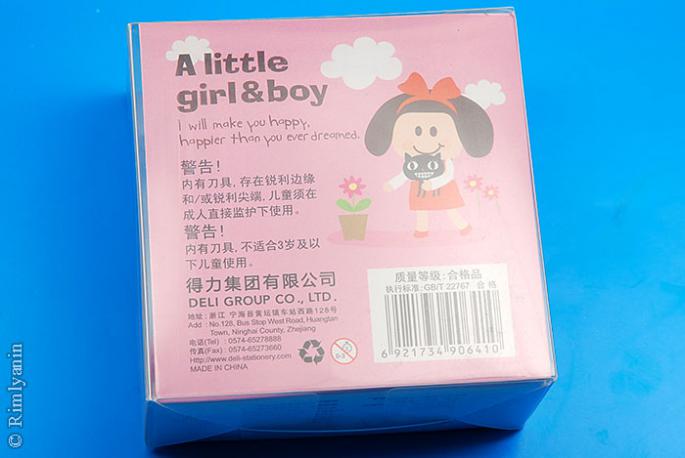 A little
girl & boy
I will make you happy,
happier than you ever dreamed.
警告!
内有刀具,存在锐利边缘
和/或锐利尖端,儿童须在
成人直接监护下使用。
警告!
内有刀具,不适合3岁及以
下儿童使用。
得力集团有限公司
DELI GROUP CO., LTD.
地址:浙江 宁海县黄坛镇车站西路128号
Add : No.128, Bus Stop West Road, Huangtan
Town, Ninghai County, Zhejiang
电话(Tel) : 0574-65278888
传真(Fax) : 0574-65273660
Http://www.deli-stationery.com
MADE IN CHINA
0-3
质量等级:合格品
执行标准:GB/T 22767 合格
6 921734 906410
© Rimlyanin